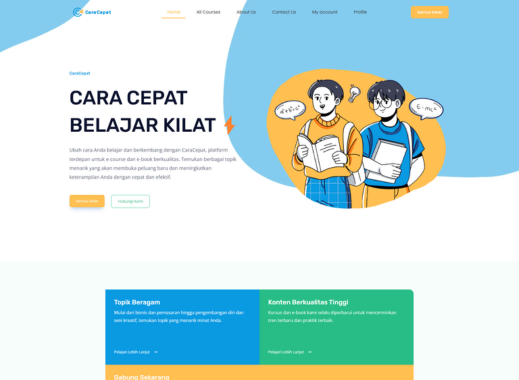 CaraCepat
Home All Courses About Us Contact Us My account Profile
CaraCepat
CARA CEPAT
BELAJAR KILAT
Ubah cara Anda belajar dan berkembang dengan CaraCepat, platform
terdepan untuk e course dan e-book berkualitas. Temukan berbagai topik
menarik yang akan membuka peluang baru dan meningkatkan
keterampilan Anda dengan cepat dan efektif.
Hubungi Kami
E=mc²
Topik Beragam
Mulai dari bisnis dan pemasaran hingga pengembangan diri dan
seni kreatif, temukan topik yang menarik minat Anda.
Pelajari Lebih Lanjut →
Konten Berkualitas Tinggi
Kursus dan e-book kami selalu diperbarui untuk mencerminkan
tren terbaru dan praktik terbaik.
Pelajari Lebih Lanjut →
Gabung Sekarang